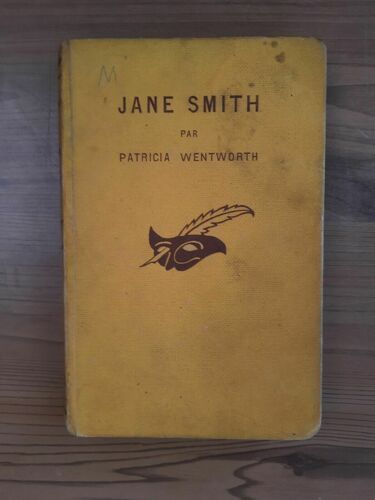 M
JANE SMITH
PAR
PATRICIA WENTWORTH